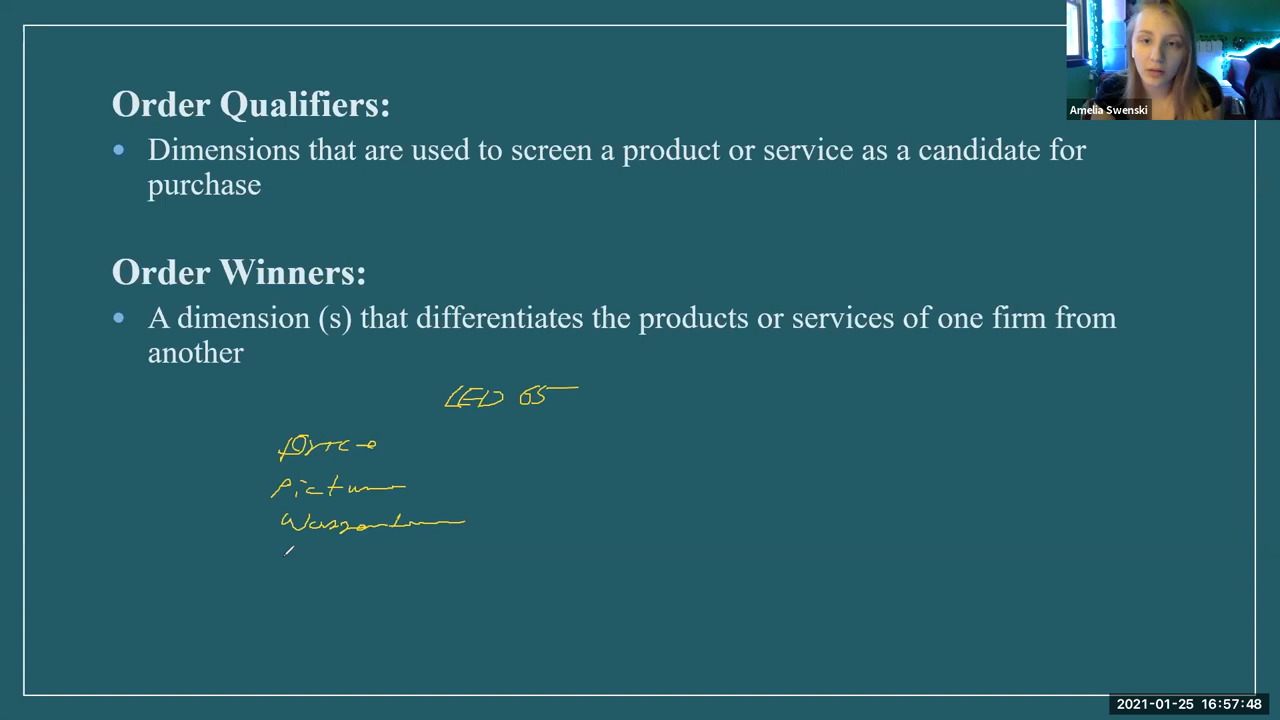 Amelia Swenski
Order Qualifiers:
• Dimensions that are used to screen a product or service as a candidate for
purchase
Order Winners:
• A dimension (s) that differentiates the products or services of one firm from
another
LED 65
Price
Picture
2021-01-25 16:57:48